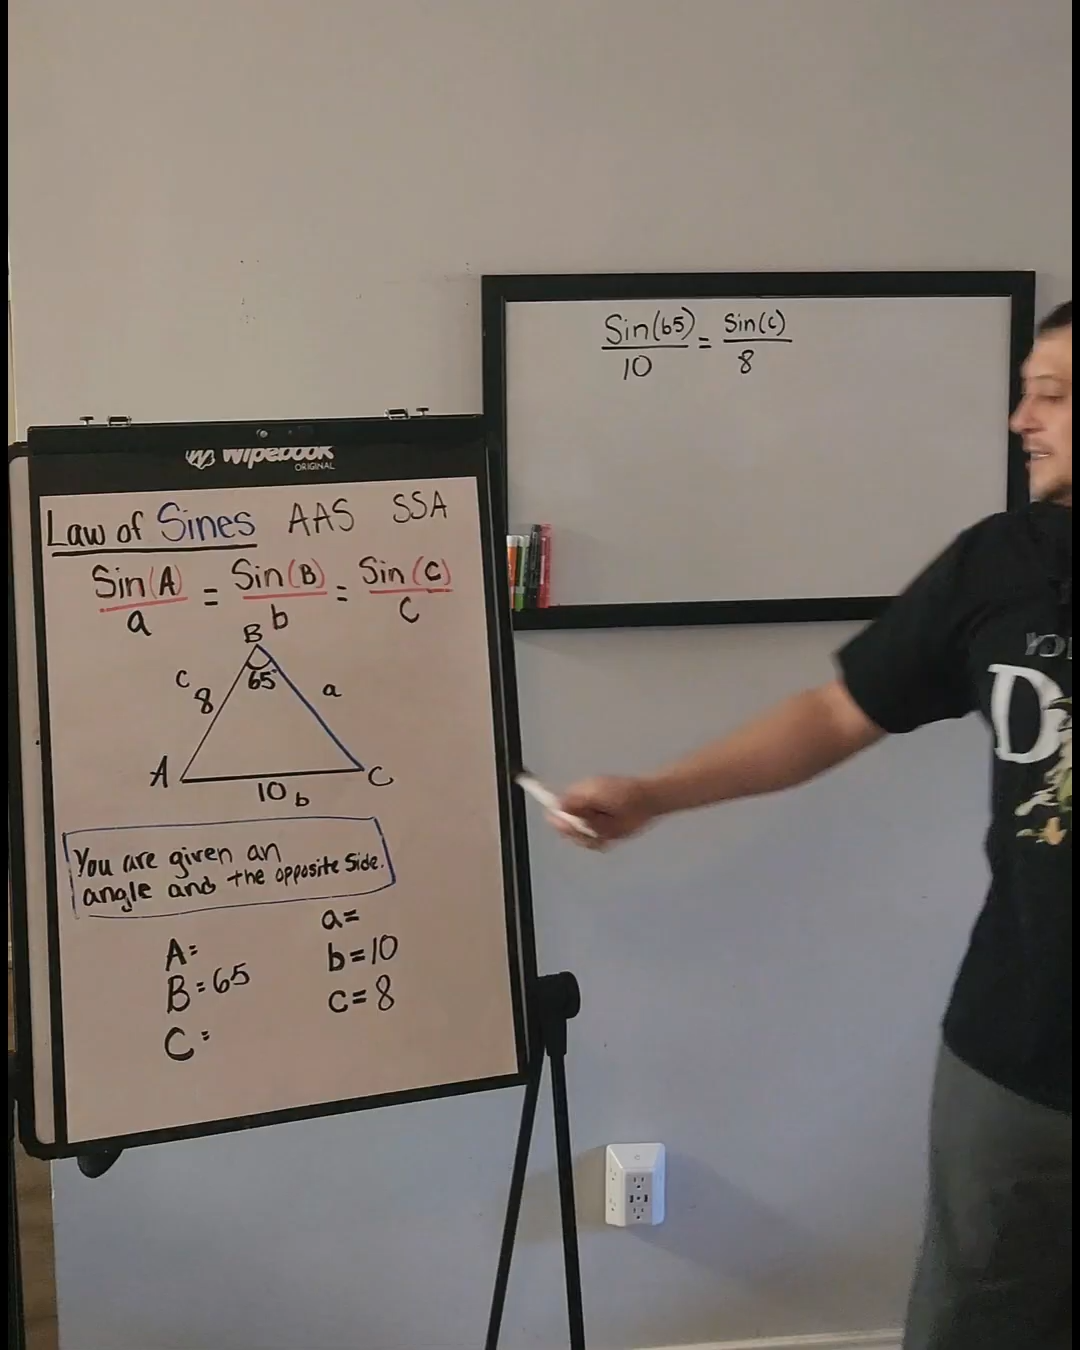 Sin(65) = Sin(c)
10 8
wipebook
ORIGINAL
Law of Sines AAS SSA
Sin(A) = Sin(B) = Sin(C)
a b c
B
65°
c
8
a
A
C
10 b
You are given an
angle and the opposite side.
A= a=
B=65 b=10
C= c=8
YOU
D